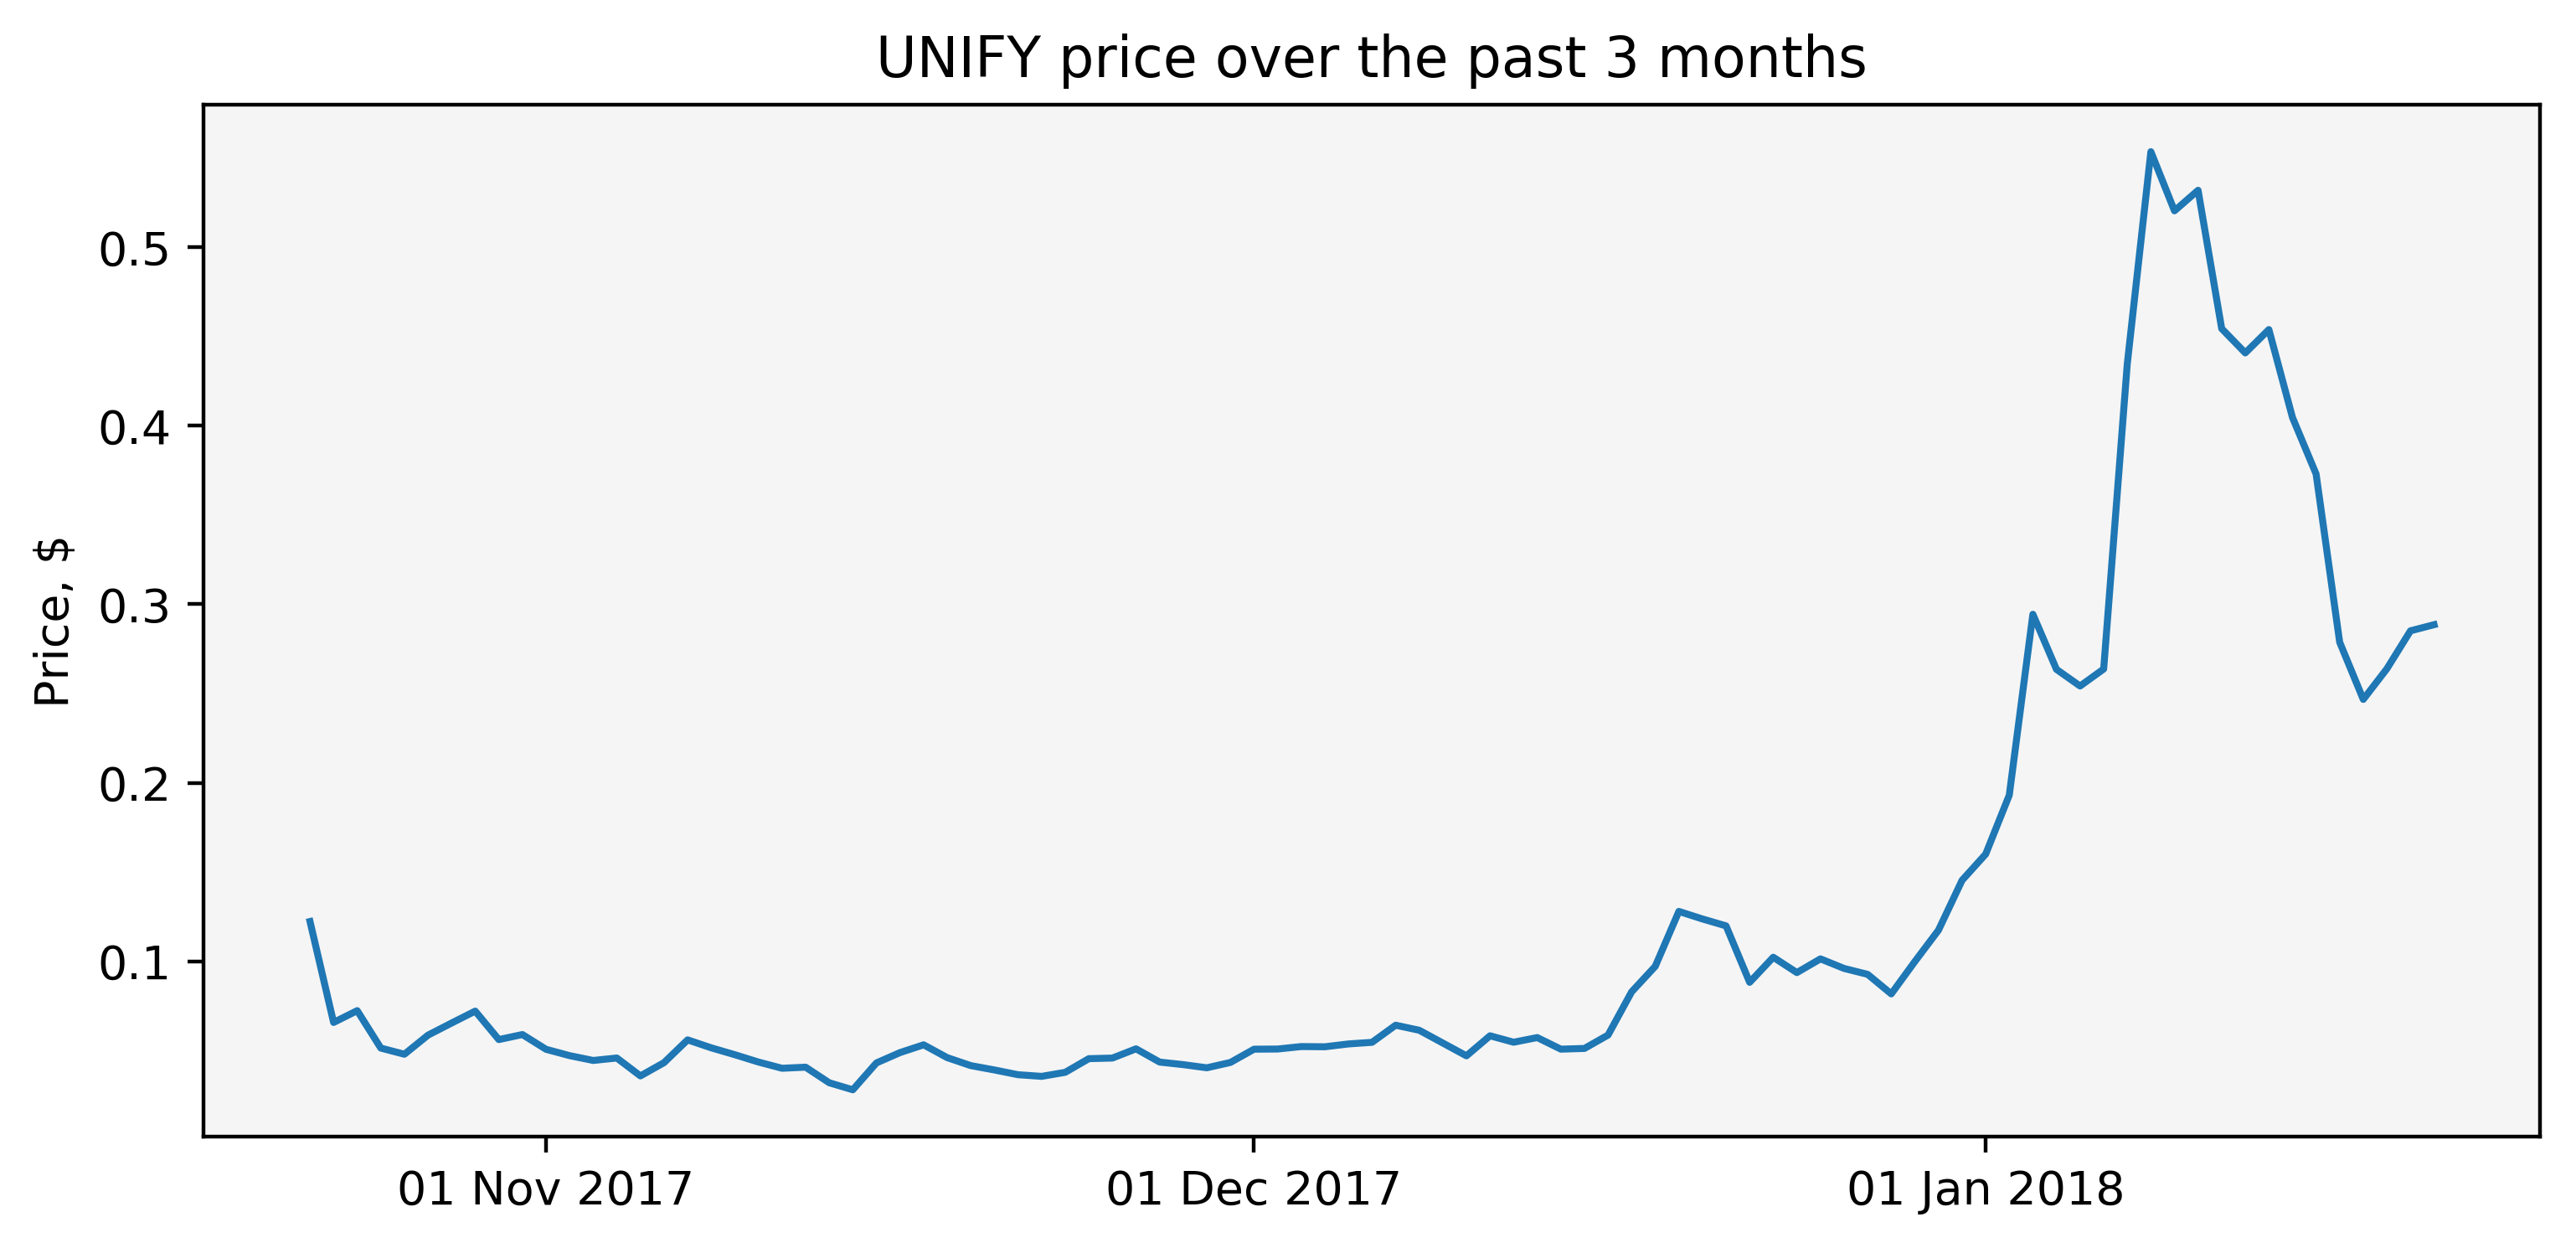 UNIFY price over the past 3 months
Price, $
0.5
0.4
0.3
0.2
0.1
01 Nov 2017
01 Dec 2017
01 Jan 2018